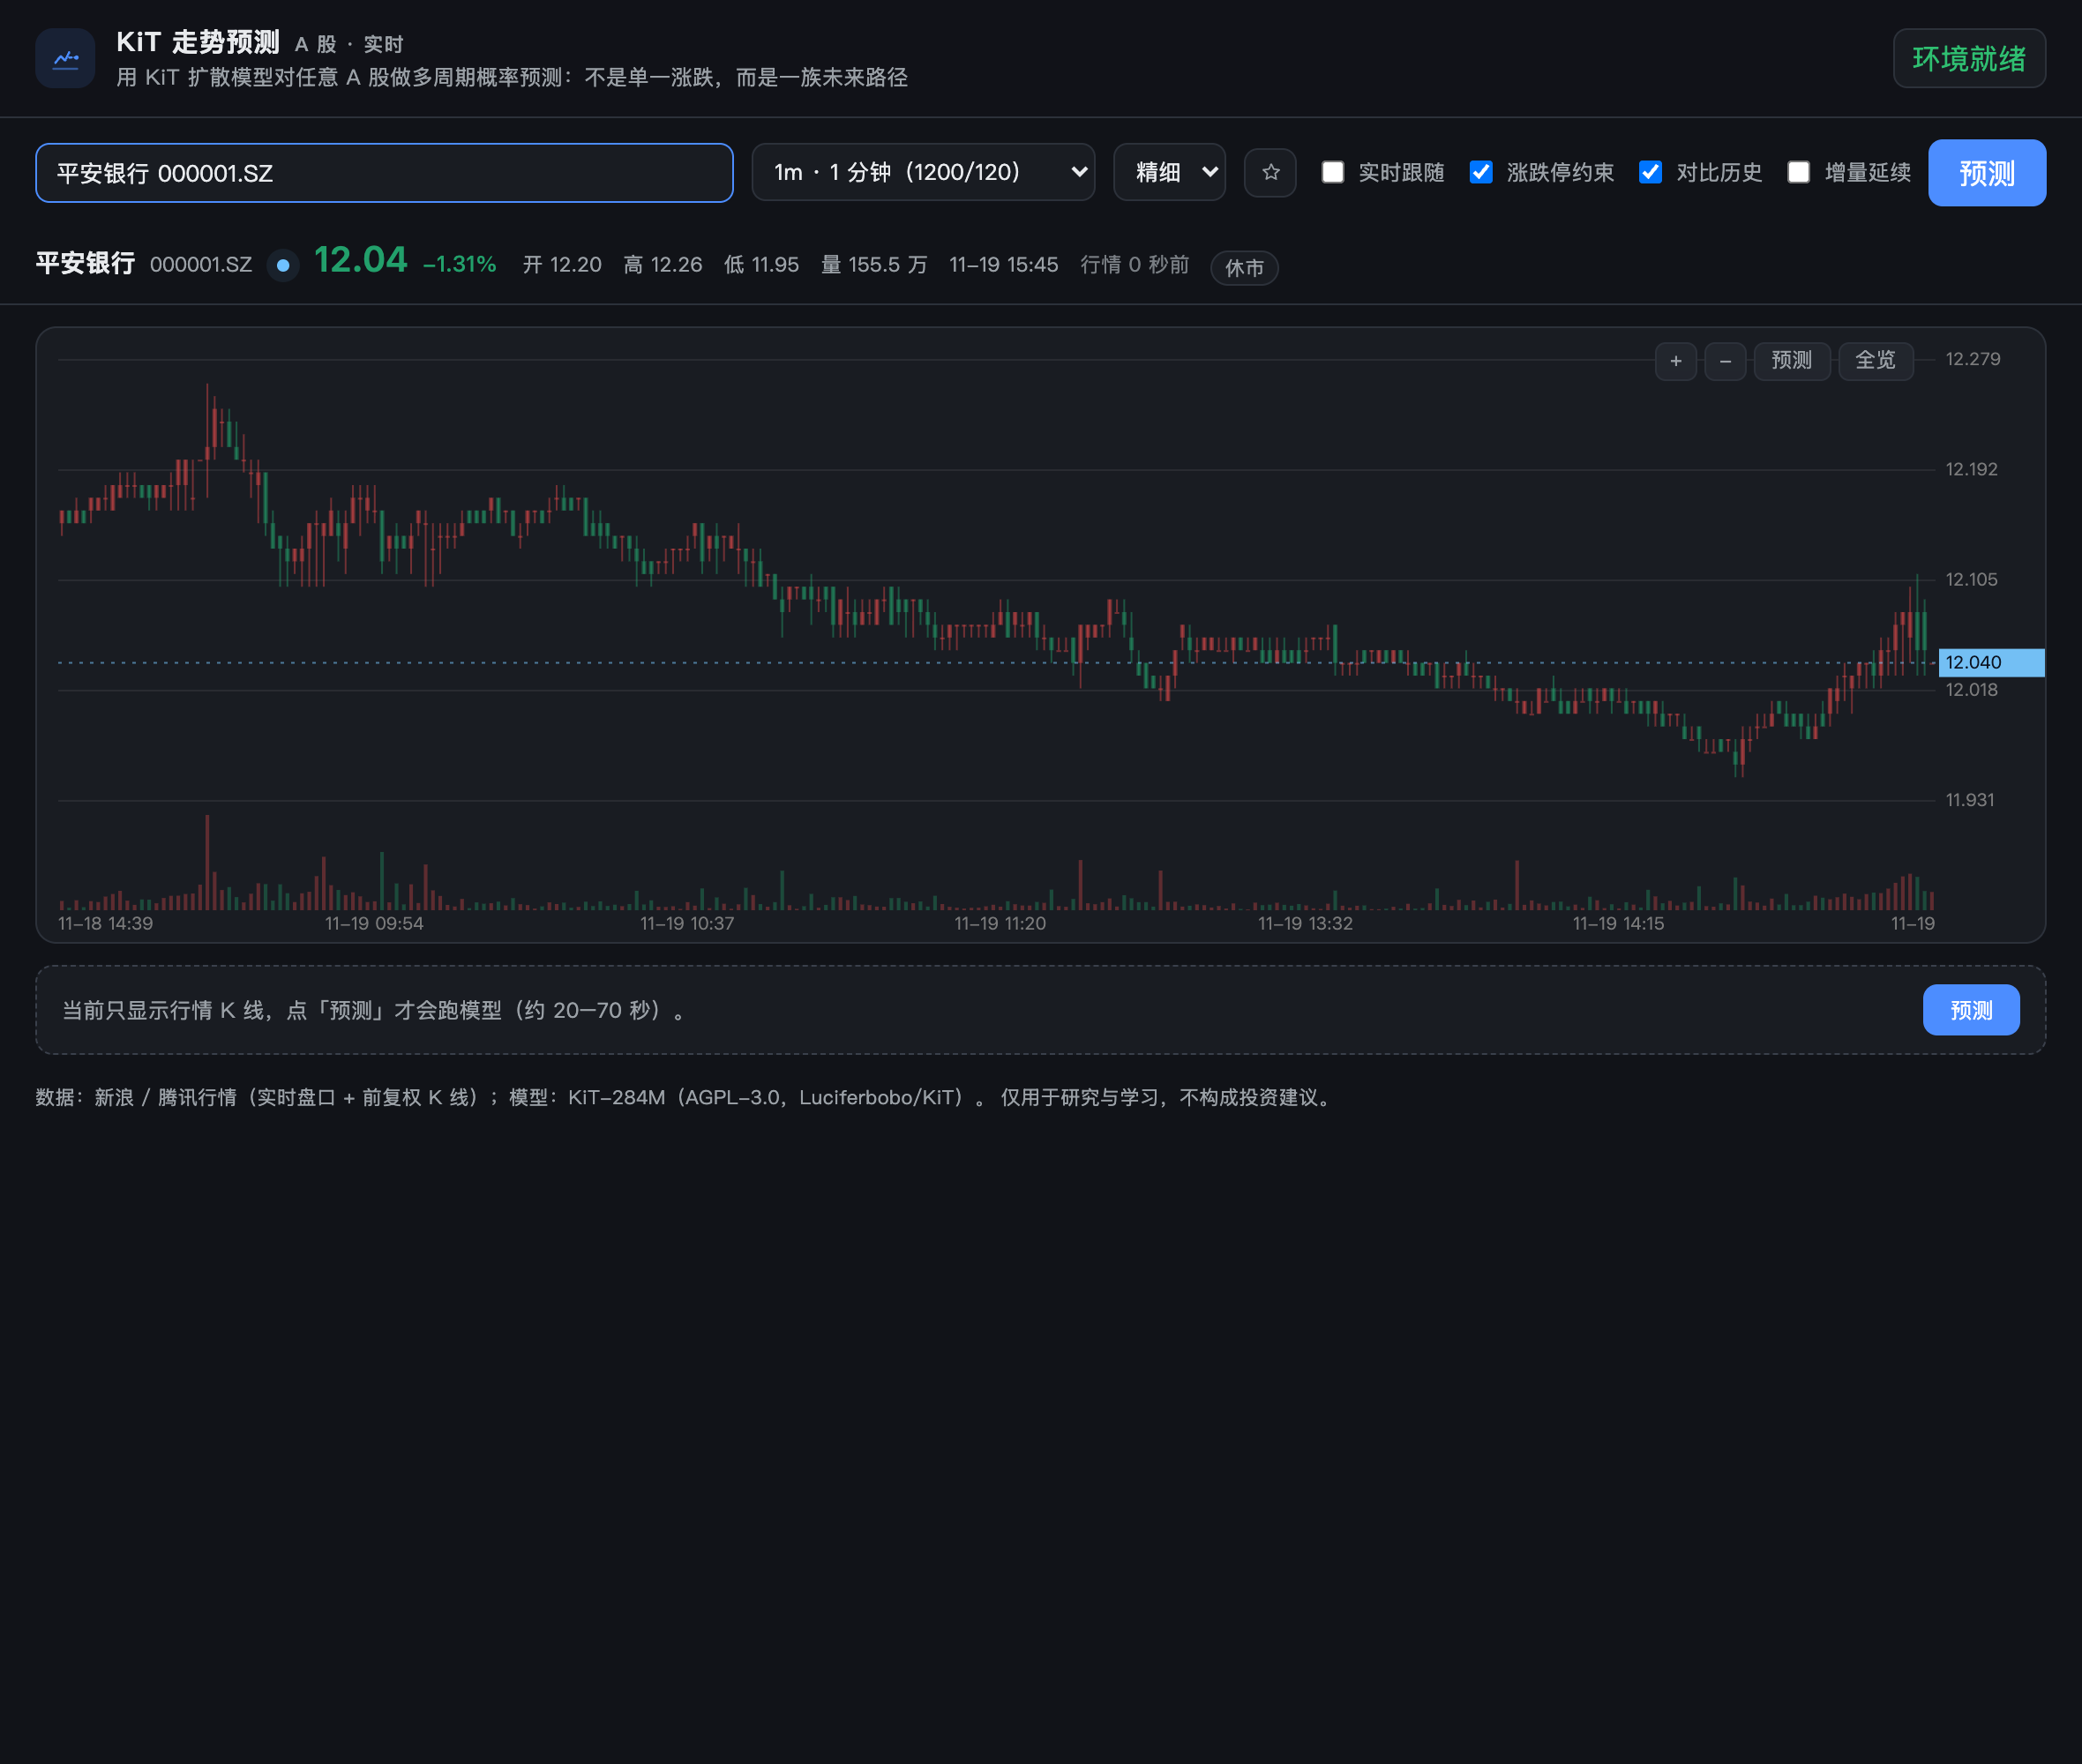 KiT 走势预测 A 股 · 实时
用 KiT 扩散模型对任意 A 股做多周期概率预测：不是单一涨跌，而是一族未来路径
环境就绪
平安银行 000001.SZ
1m · 1 分钟（1200/120）
精细
☆
实时跟随
涨跌停约束
对比历史
增量延续
预测
平安银行 000001.SZ 12.04 -1.31% 开 12.20 高 12.26 低 11.95 量 155.5 万 11-19 15:45 行情 0 秒前 休市
+ − 预测 全览
12.279
12.192
12.105
12.040
12.018
11.931
11-18 14:39 11-19 09:54 11-19 10:37 11-19 11:20 11-19 13:32 11-19 14:15 11-19
当前只显示行情 K 线，点「预测」才会跑模型（约 20–70 秒）。
预测
数据：新浪 / 腾讯行情（实时盘口 + 前复权 K 线）；模型：KiT-284M（AGPL-3.0，Luciferbobo/KiT）。仅用于研究与学习，不构成投资建议。